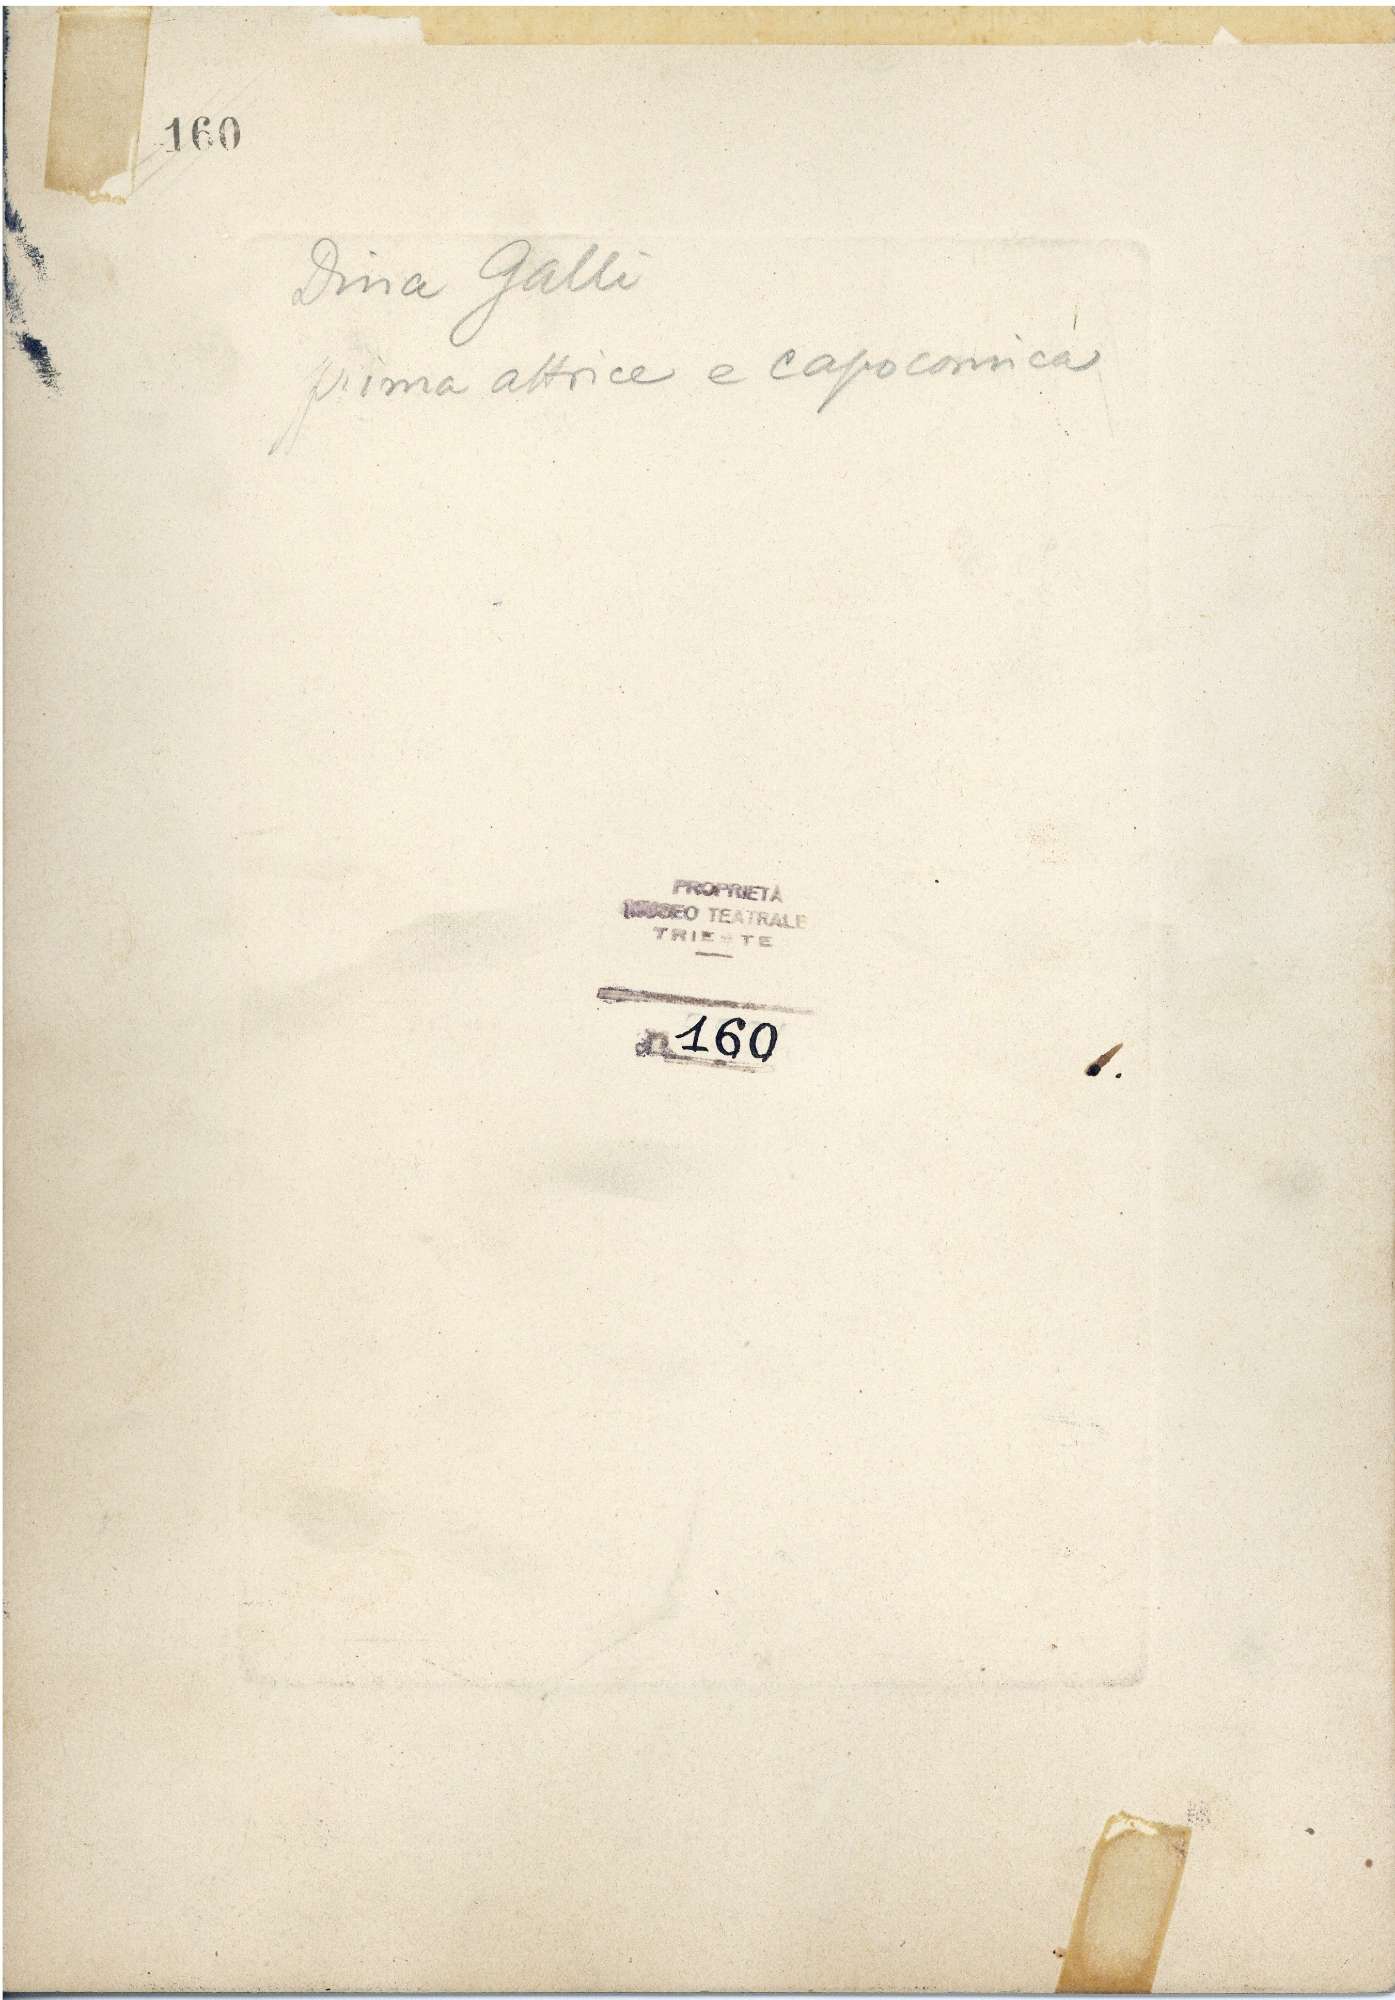 160
Dina Galli
prima attrice e capocomica
PROPRIETÀ
MUSEO TEATRALE
TRIESTE
n 160